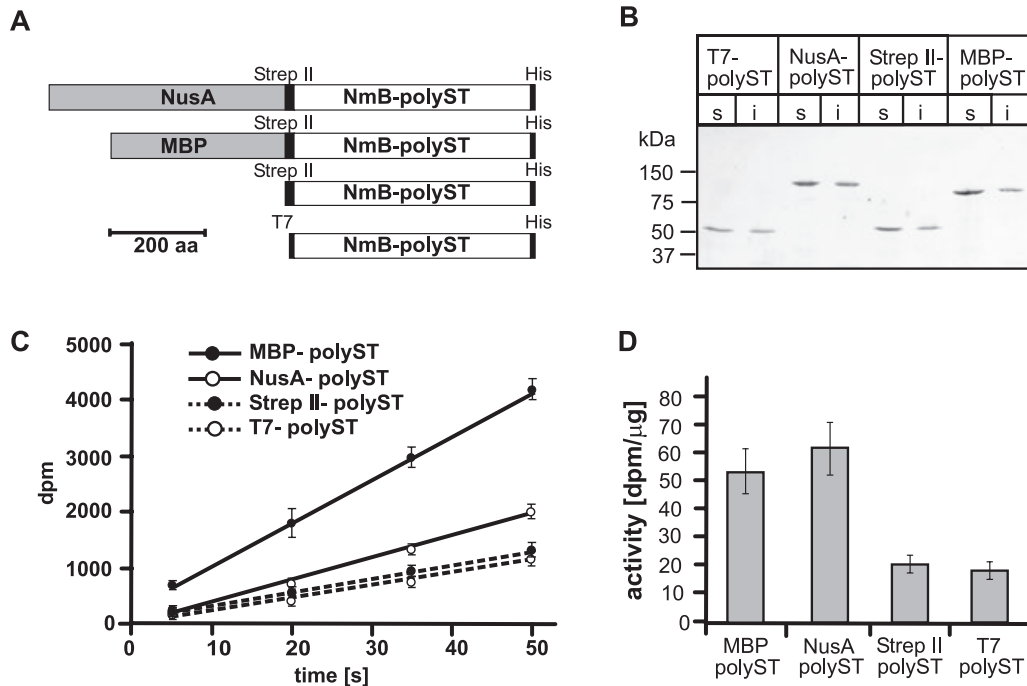 A
Strep II
His
NusA
NmB-polyST
Strep II
His
MBP
NmB-polyST
Strep II
His
NmB-polyST
T7
His
200 aa
NmB-polyST
B
T7-
polyST
NusA-
polyST
Strep II-
polyST
MBP-
polyST
s i s i s i s i
kDa
150
75
50
37
C
5000
4000
3000
2000
1000
0
dpm
MBP- polyST
NusA- polyST
Strep II- polyST
T7- polyST
0 10 20 30 40 50
time [s]
D
80
70
60
50
40
30
20
10
0
activity [dpm/µg]
MBP
polyST
NusA
polyST
Strep II
polyST
T7
polyST